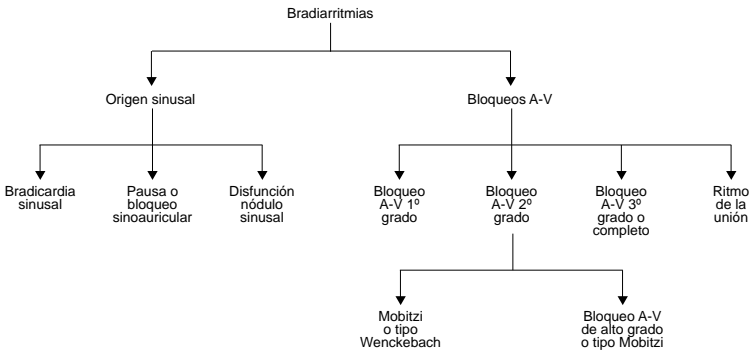 Bradiarritmias
Origen sinusal
Bloqueos A-V
Bradicardia
sinusal
Pausa o
bloqueo
sinoauricular
Disfunción
nódulo
sinusal
Bloqueo
A-V 1º
grado
Bloqueo
A-V 2º
grado
Bloqueo
A-V 3º
grado o
completo
Ritmo
de la
unión
Mobitzi
o tipo
Wenckebach
Bloqueo A-V
de alto grado
o tipo Mobitzi